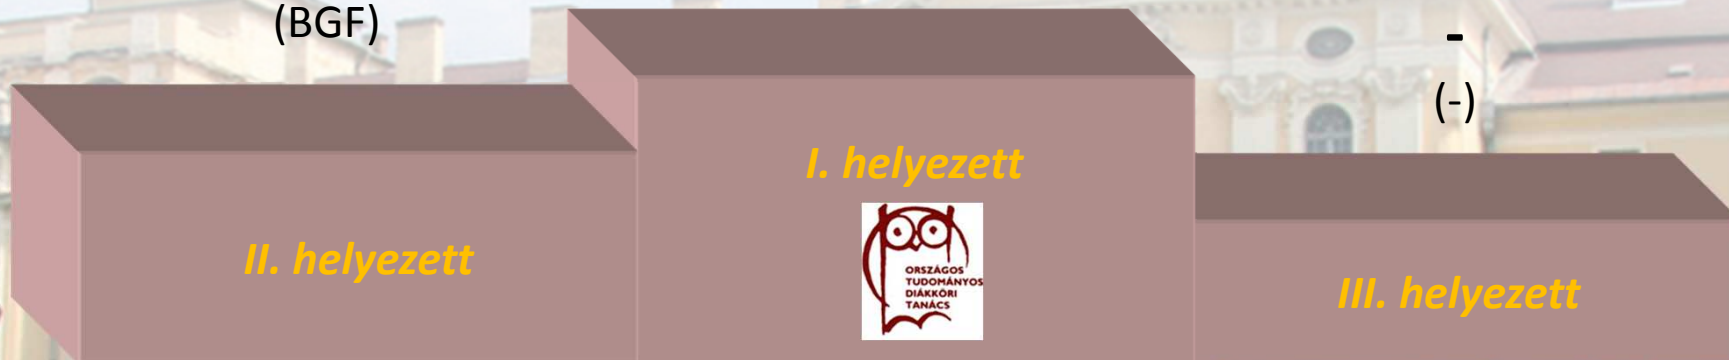 (BGF)
-
(-)
I. helyezett
II. helyezett
ORSZÁGOS
TUDOMÁNYOS
DIÁKKÖRI
TANÁCS
III. helyezett